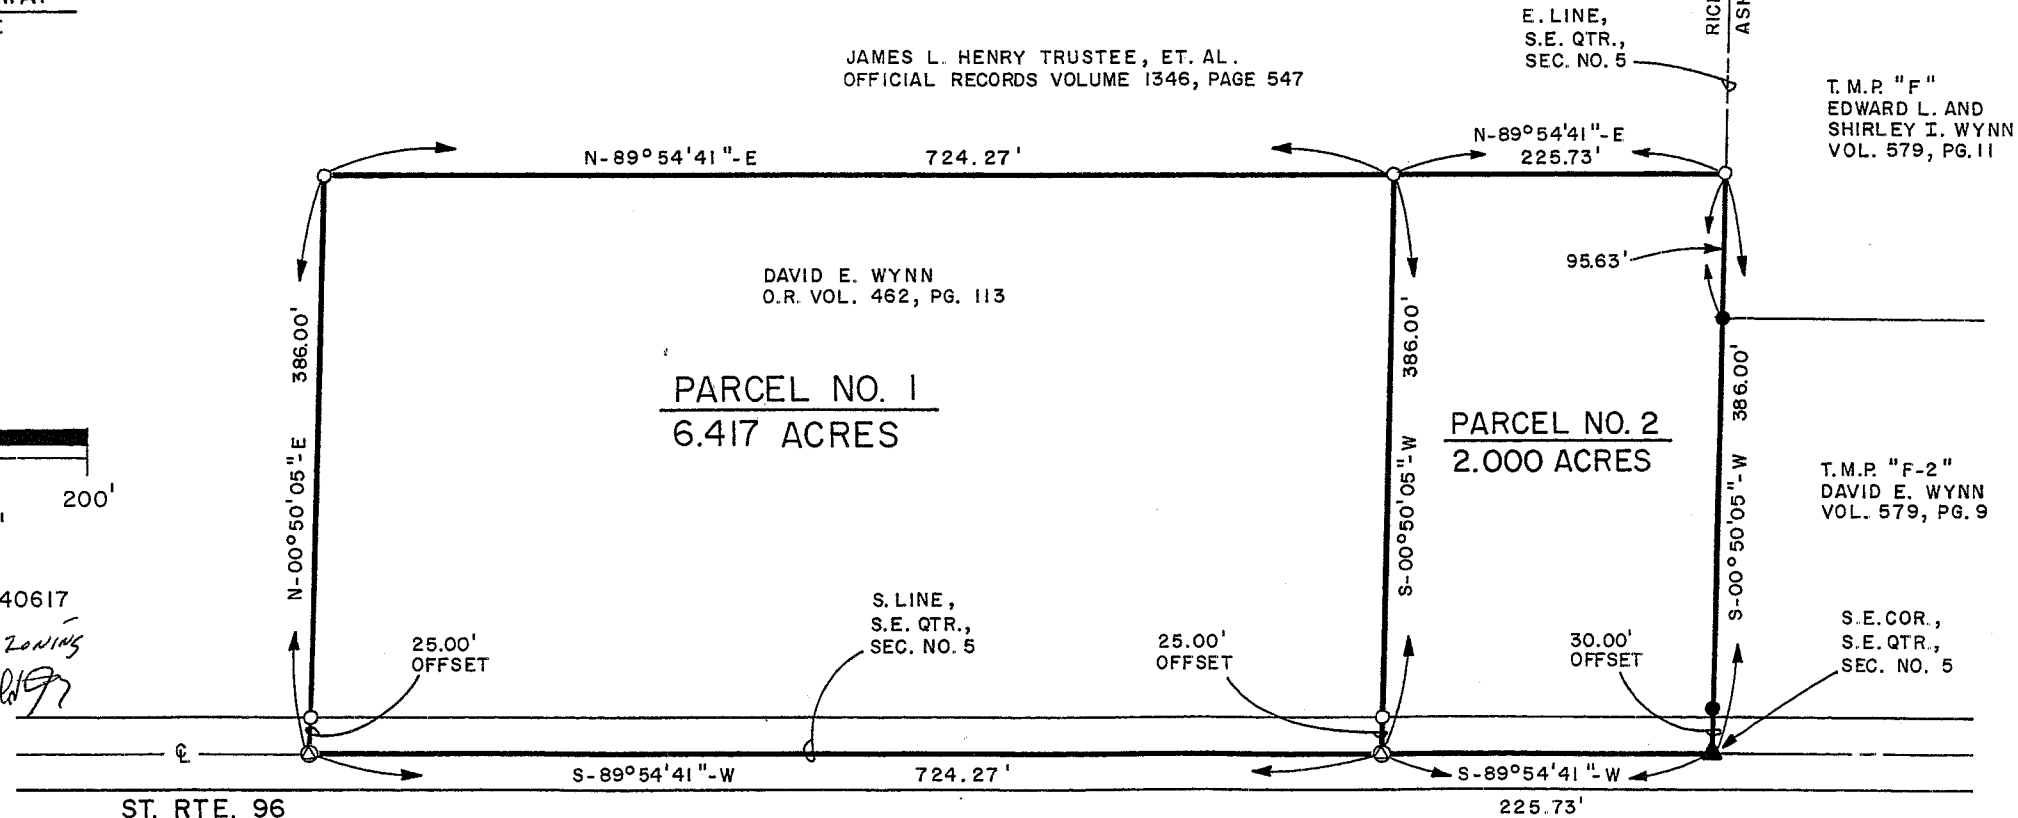 E. LINE,
S.E. QTR.,
SEC. NO. 5
JAMES L. HENRY TRUSTEE, ET. AL.
OFFICIAL RECORDS VOLUME 1346, PAGE 547
T.M.P. "F"
EDWARD L. AND
SHIRLEY I. WYNN
VOL. 579, PG. 11
N-89°54'41"-E 724.27'
N-89°54'41"-E
225.73'
95.63'
DAVID E. WYNN
O.R. VOL. 462, PG. 113
N-00°50'05"-E 386.00'
S-00°50'05"-W 386.00'
S-00°50'05"-W 386.00'
PARCEL NO. 1
6.417 ACRES
PARCEL NO. 2
2.000 ACRES
200'
T.M.P. "F-2"
DAVID E. WYNN
VOL. 579, PG. 9
40617
ZONING
25.00'
OFFSET
S. LINE,
S.E. QTR.,
SEC. NO. 5
25.00'
OFFSET
30.00'
OFFSET
S.E. COR.,
S.E. QTR.,
SEC. NO. 5
℄
S-89°54'41"-W 724.27'
S-89°54'41"-W
225.73'
ST. RTE. 96